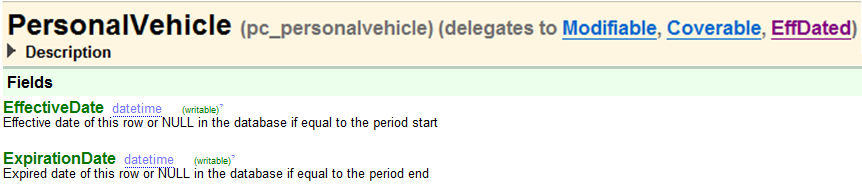 PersonalVehicle (pc_personalvehicle) (delegates to Modifiable, Coverable, EffDated)
Description
Fields
EffectiveDate datetime (writable)?
Effective date of this row or NULL in the database if equal to the period start
ExpirationDate datetime (writable)?
Expired date of this row or NULL in the database if equal to the period end